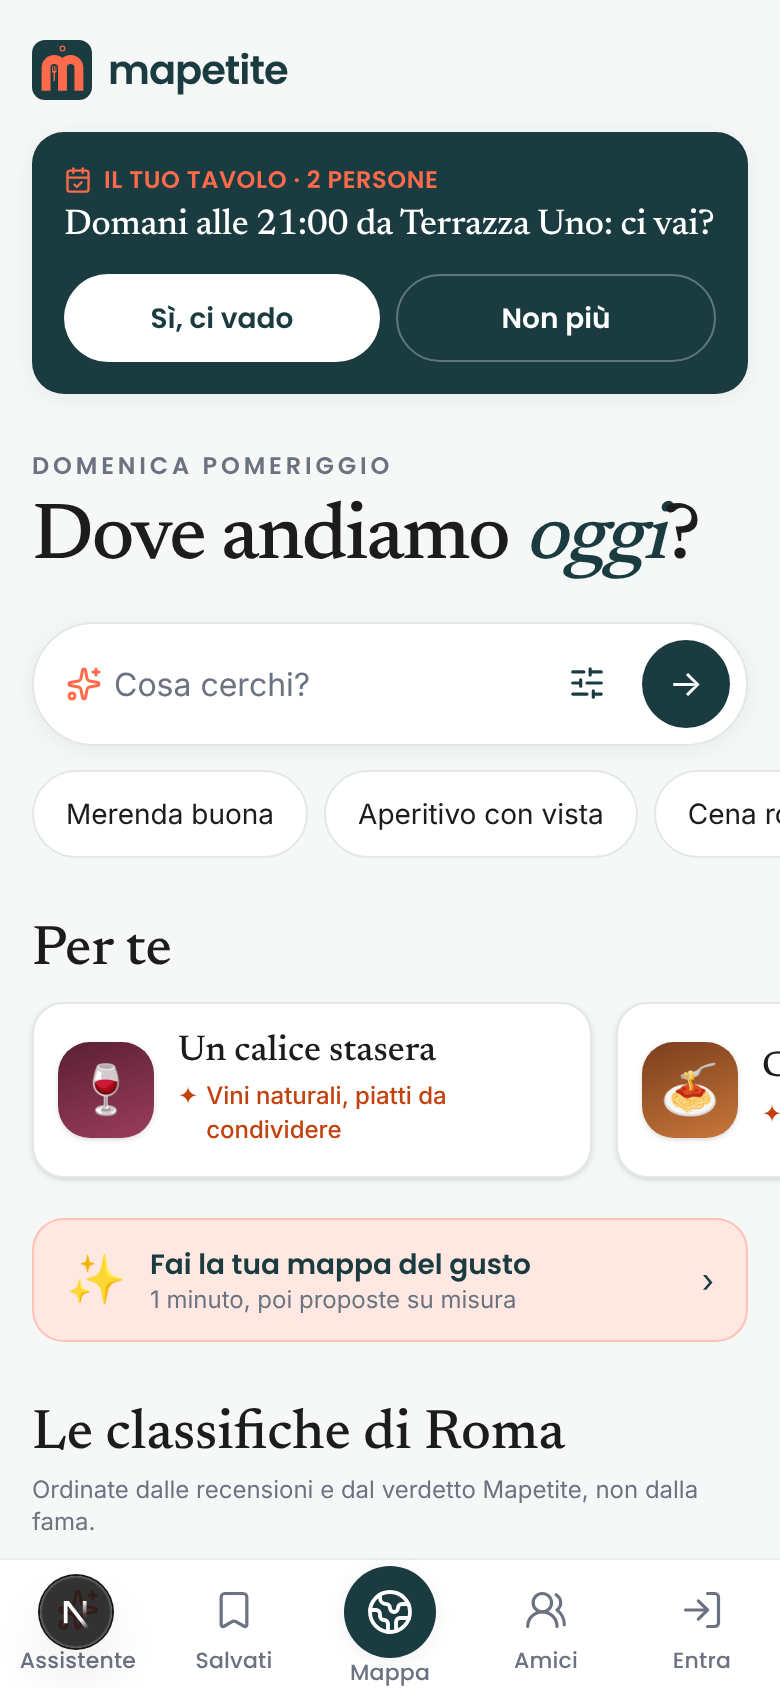 mapetite
IL TUO TAVOLO · 2 PERSONE
Domani alle 21:00 da Terrazza Uno: ci vai?
Sì, ci vado
Non più
DOMENICA POMERIGGIO
Dove andiamo oggi?
Cosa cerchi?
Merenda buona
Aperitivo con vista
Cena
Per te
Un calice stasera
✦ Vini naturali, piatti da
condividere
Fai la tua mappa del gusto
1 minuto, poi proposte su misura
Le classifiche di Roma
Ordinate dalle recensioni e dal verdetto Mapetite, non dalla
fama.
N
Assistente
Salvati
Mappa
Amici
Entra